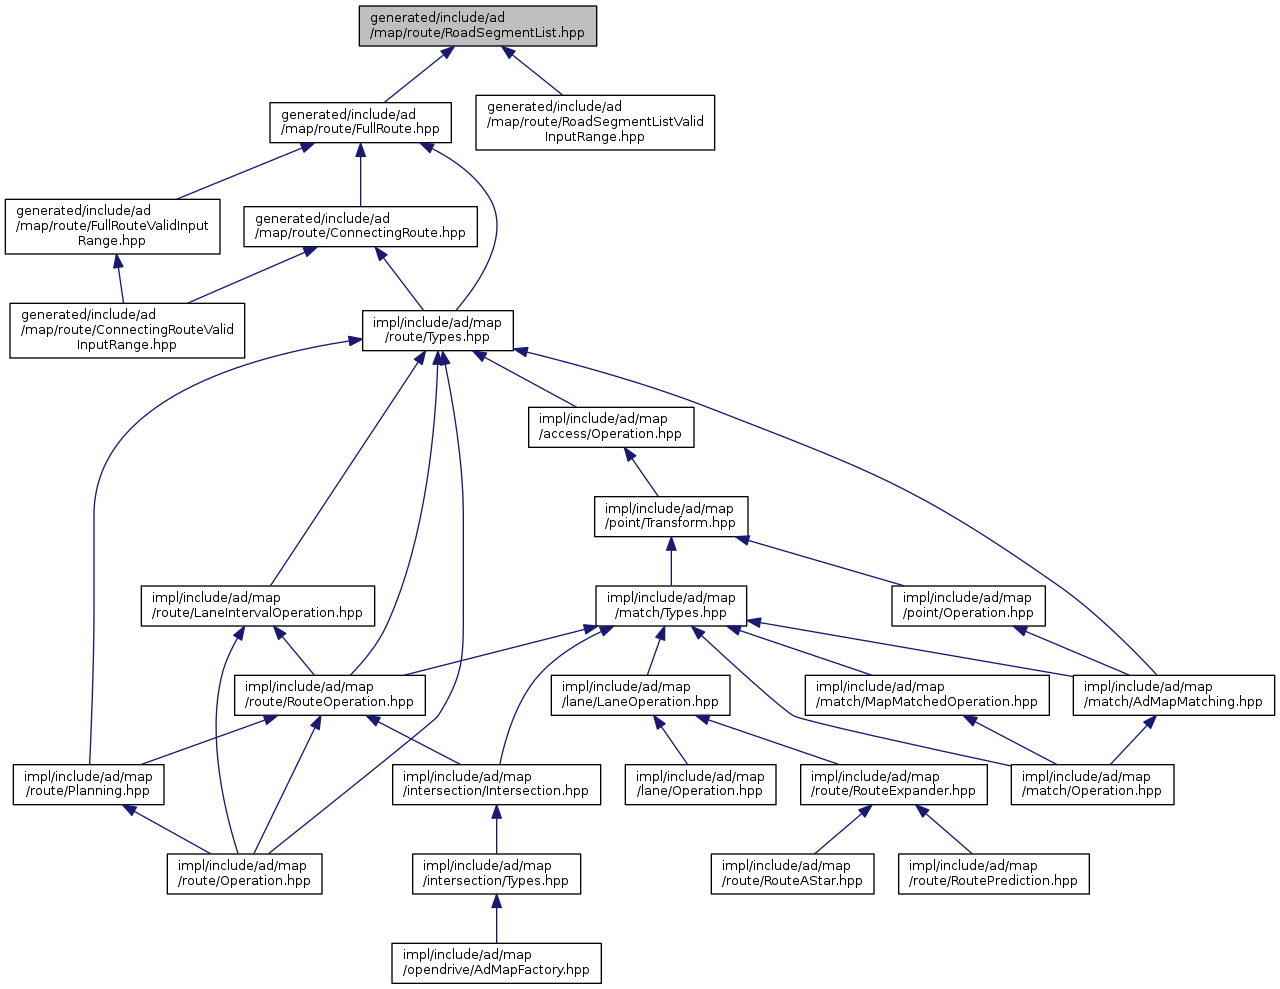 generated/include/ad
/map/route/RoadSegmentList.hpp
generated/include/ad
/map/route/FullRoute.hpp
generated/include/ad
/map/route/RoadSegmentListValid
InputRange.hpp
generated/include/ad
/map/route/FullRouteValidInput
Range.hpp
generated/include/ad
/map/route/ConnectingRoute.hpp
generated/include/ad
/map/route/ConnectingRouteValid
InputRange.hpp
impl/include/ad/map
/route/Types.hpp
impl/include/ad/map
/access/Operation.hpp
impl/include/ad/map
/point/Transform.hpp
impl/include/ad/map
/route/LaneIntervalOperation.hpp
impl/include/ad/map
/match/Types.hpp
impl/include/ad/map
/point/Operation.hpp
impl/include/ad/map
/route/RouteOperation.hpp
impl/include/ad/map
/lane/LaneOperation.hpp
impl/include/ad/map
/match/MapMatchedOperation.hpp
impl/include/ad/map
/match/AdMapMatching.hpp
impl/include/ad/map
/route/Planning.hpp
impl/include/ad/map
/intersection/Intersection.hpp
impl/include/ad/map
/lane/Operation.hpp
impl/include/ad/map
/route/RouteExpander.hpp
impl/include/ad/map
/match/Operation.hpp
impl/include/ad/map
/route/Operation.hpp
impl/include/ad/map
/intersection/Types.hpp
impl/include/ad/map
/route/RouteAStar.hpp
impl/include/ad/map
/route/RoutePrediction.hpp
impl/include/ad/map
/opendrive/AdMapFactory.hpp